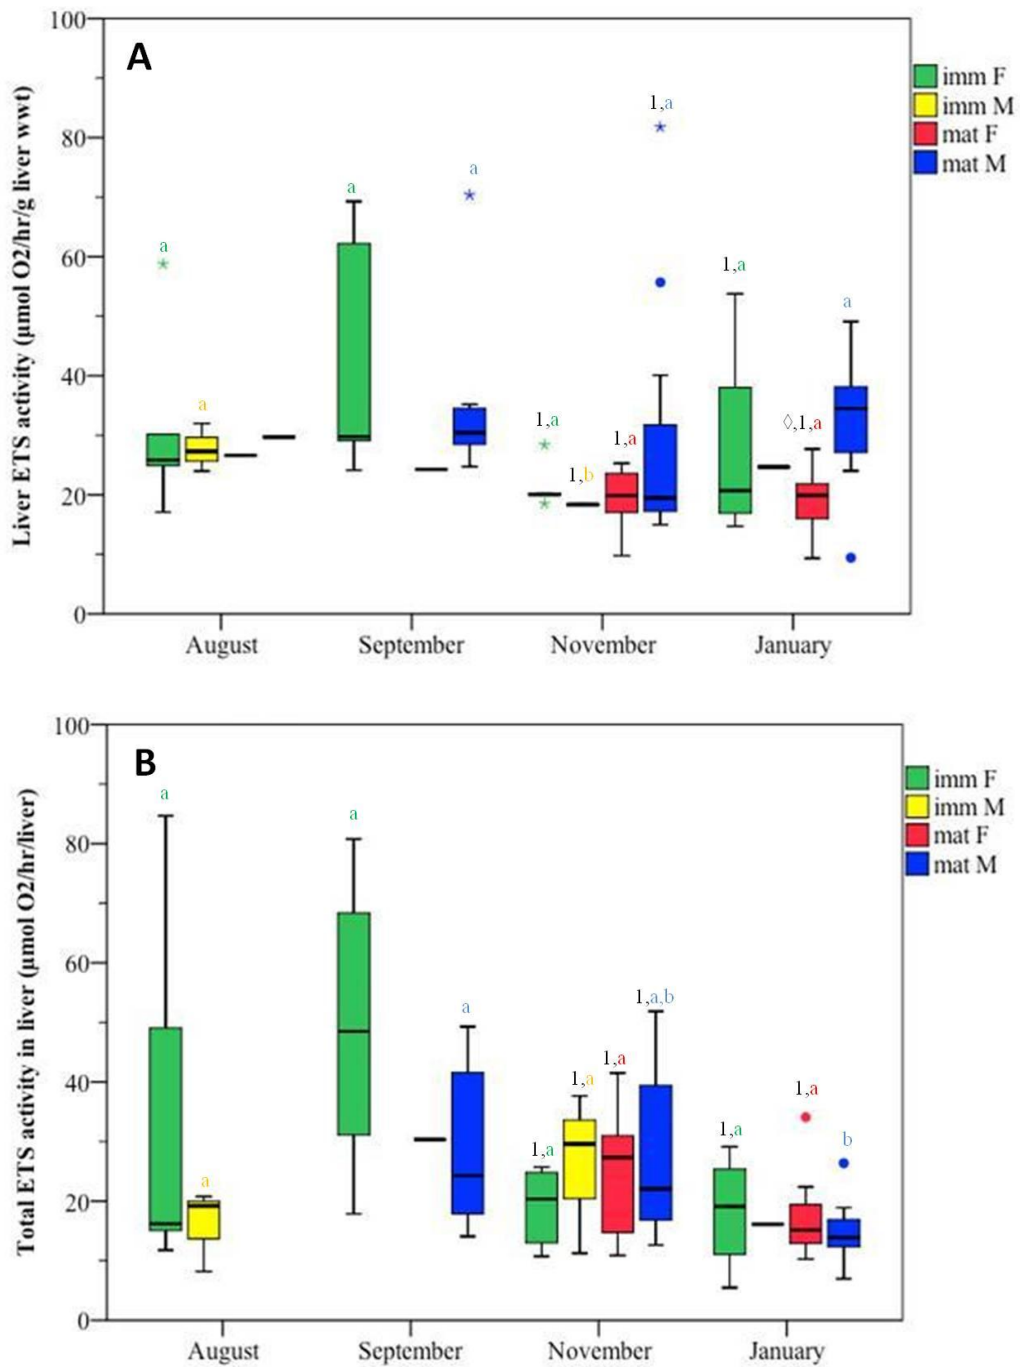 A
Liver ETS activity (µmol O2/hr/g liver wwt)
100
80
60
40
20
0
imm F
imm M
mat F
mat M
a
a
a
a
1,a
1,b
1,a
1,a
1,a
◊,1,a
a
August
September
November
January
B
Total ETS activity in liver (µmol O2/hr/liver)
100
80
60
40
20
0
imm F
imm M
mat F
mat M
a
a
a
a
1,a
1,a
1,a
1,a,b
1,a
1,a
b
August
September
November
January